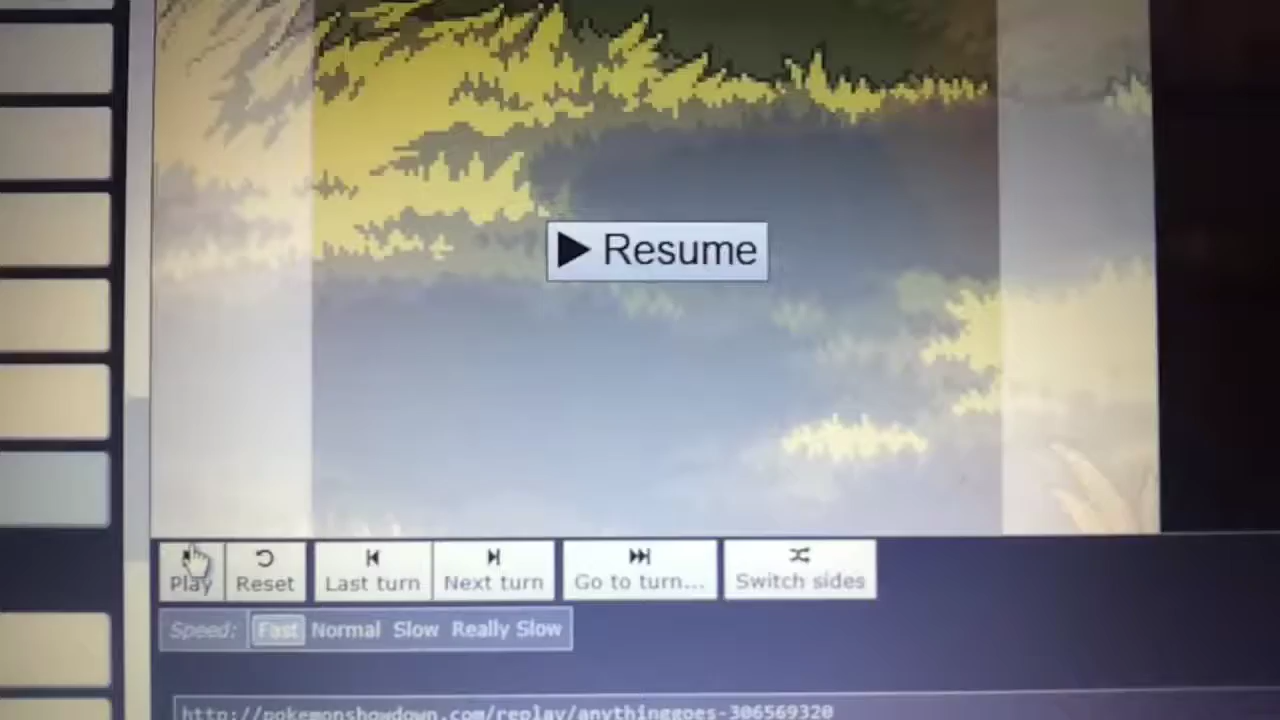 Resume
Play Reset Last turn Next turn Go to turn... Switch sides
Speed: Fast Normal Slow Really Slow
http://pokemonshowdown.com/replay/anythinggoes-306569320